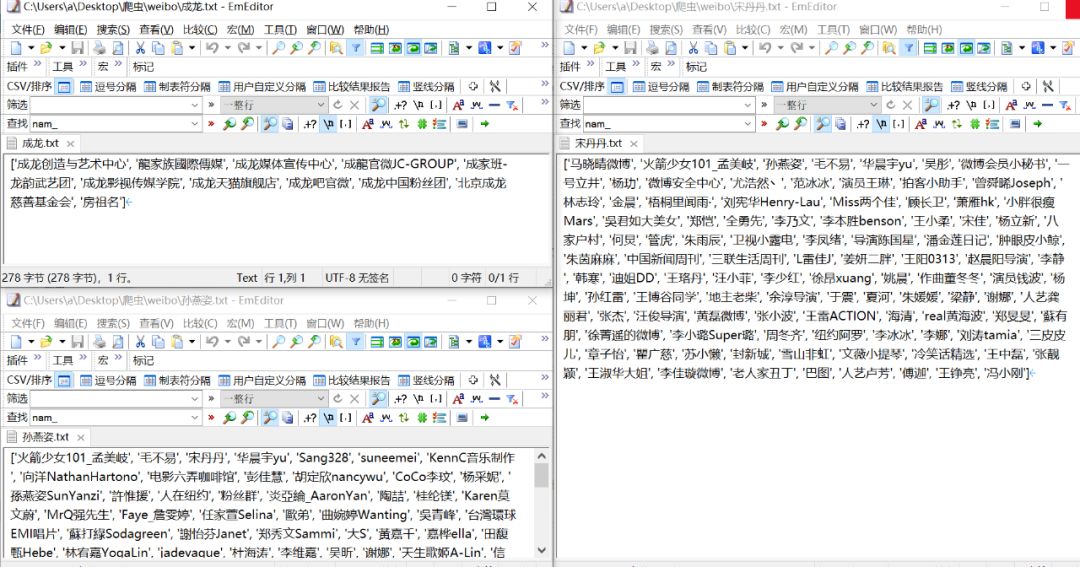 C:\Users\a\Desktop\爬虫\weibo\成龙.txt - EmEditor
文件(F) 编辑(E) 搜索(S) 查看(V) 比较(C) 宏(M) 工具(T) 窗口(W) 帮助(H)
插件 » 工具 » 宏 » 标记
CSV/排序 逗号分隔 制表符分隔 用户自定义分隔 比较结果报告 竖线分隔
筛选 一整行
查找 nam_
成龙.txt ×
['成龙创造与艺术中心', '龍家族國際傳媒', '成龙媒体宣传中心', '成龍官微JC-GROUP', '成家班-
龙韵武艺团', '成龙影视传媒学院', '成龙天猫旗舰店', '成龙吧官微', '成龙中国粉丝团', '北京成龙
慈善基金会', '房祖名']
278 字节 (278 字节), 1 行。 Text 行 1,列 1 UTF-8 无签名 0 字符 0/1 行
C:\Users\a\Desktop\爬虫\weibo\孙燕姿.txt - EmEditor
文件(F) 编辑(E) 搜索(S) 查看(V) 比较(C) 宏(M) 工具(T) 窗口(W) 帮助(H)
插件 » 工具 » 宏 » 标记
CSV/排序 逗号分隔 制表符分隔 用户自定义分隔 比较结果报告 竖线分隔
筛选 一整行
查找 nam_
孙燕姿.txt ×
['火箭少女101_孟美岐', '毛不易', '宋丹丹', '华晨宇yu', 'Sang328', 'suneemei', 'KennC音乐制作
', '向洋NathanHartono', '电影六弄咖啡馆', '彭佳慧', '胡定欣nancywu', 'CoCo李玟', '杨采妮', '
孫燕姿SunYanzi', '許惟援', '人在纽约', '粉丝群', '炎亞綸_AaronYan', '陶喆', '桂纶镁', 'Karen莫
文蔚', 'MrQ强先生', 'Faye_詹雯婷', '任家萱Selina', '歐弟', '曲婉婷Wanting', '吳青峰', '台灣環球
EMI唱片', '蘇打綠Sodagreen', '謝怡芬Janet', '郑秀文Sammi', '大S', '黃嘉千', '嘉桦ella', '田馥
甄Hebe', '林宥嘉YogaLin', 'jadevague', '杜海涛', '李维嘉', '吴昕', '谢娜', '天生歌姬A-Lin', '信
C:\Users\a\Desktop\爬虫\weibo\宋丹丹.txt - EmEditor
文件(F) 编辑(E) 搜索(S) 查看(V) 比较(C) 宏(M) 工具(T) 窗口(W) 帮助(H)
插件 » 工具 » 宏 » 标记
CSV/排序 逗号分隔 制表符分隔 用户自定义分隔 比较结果报告 竖线分隔
筛选 一整行
查找 nam_
宋丹丹.txt ×
['马晓晴微博', '火箭少女101_孟美岐', '孙燕姿', '毛不易', '华晨宇yu', '吴彤', '微博会员小秘书', '一
号立井', '杨玏', '微博安全中心', '尤浩然丶', '范冰冰', '演员王琳', '拍客小助手', '曾舜晞Joseph', '
林志玲', '金晨', '梧桐里闻雨·', '刘宪华Henry-Lau', 'Miss两个佳', '顾长卫', '萧雁hk', '小胖很瘦
Mars', '吳君如大美女', '郑恺', '全勇先', '李乃文', '李本胜benson', '王小柔', '宋佳', '杨立新', '八
家户村', '何炅', '管虎', '朱雨辰', '卫视小露电', '李凤绪', '导演陈国星', '潘金莲日记', '肿眼皮小鲸',
'朱茵麻麻', '中国新闻周刊', '三联生活周刊', 'L雷佳J', '姜妍二胖', '王阳0313', '赵晨阳导演', '李静
', '韩寒', '迪妲DD', '王珞丹', '汪小菲', '李少红', '徐昂xuang', '姚晨', '作曲董冬冬', '演员钱波', '杨
坤', '孙红雷', '王博谷同学', '地主老柴', '余淳导演', '于震', '夏河', '朱媛媛', '梁静', '谢娜', '人艺龚
丽君', '张杰', '汪俊导演', '黄磊微博', '张小波', '王雷ACTION', '海清', 'real黄海波', '郑旻旻', '蘇有
朋', '徐菁遥的微博', '李小璐Super璐', '周冬齐', '纽约阿罗', '李冰冰', '李娜', '刘涛tamia', '三皮皮
儿', '章子怡', '瞿广慈', '苏小懒', '封新城', '雪山非虹', '文薇小提琴', '冷笑话精选', '王中磊', '张靓
颖', '王淑华大姐', '李佳璇微博', '老人家丑丁', '巴图', '人艺卢芳', '傅迦', '王铮亮', '冯小刚']